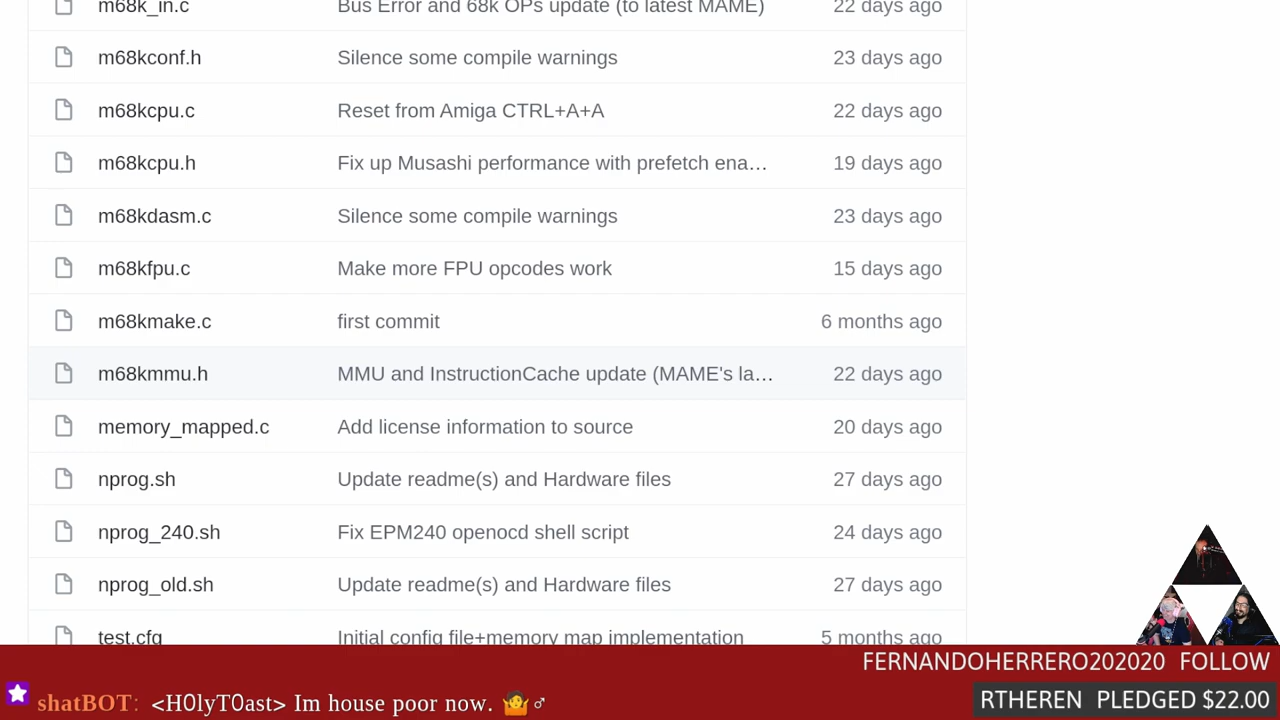 m68k_in.c Bus Error and 68k OPs update (to latest MAME) 22 days ago
m68kconf.h Silence some compile warnings 23 days ago
m68kcpu.c Reset from Amiga CTRL+A+A 22 days ago
m68kcpu.h Fix up Musashi performance with prefetch ena… 19 days ago
m68kdasm.c Silence some compile warnings 23 days ago
m68kfpu.c Make more FPU opcodes work 15 days ago
m68kmake.c first commit 6 months ago
m68kmmu.h MMU and InstructionCache update (MAME's la… 22 days ago
memory_mapped.c Add license information to source 20 days ago
nprog.sh Update readme(s) and Hardware files 27 days ago
nprog_240.sh Fix EPM240 openocd shell script 24 days ago
nprog_old.sh Update readme(s) and Hardware files 27 days ago
test.cfg Initial config file+memory map implementation 5 months ago
FERNANDOHERRERO202020 FOLLOW
shatBOT: <H0lyT0ast> Im house poor now. 🤷♂
RTHEREN PLEDGED $22.00